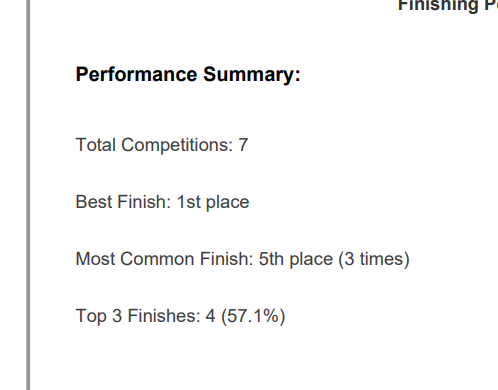 Finishing
Performance Summary:
Total Competitions: 7
Best Finish: 1st place
Most Common Finish: 5th place (3 times)
Top 3 Finishes: 4 (57.1%)